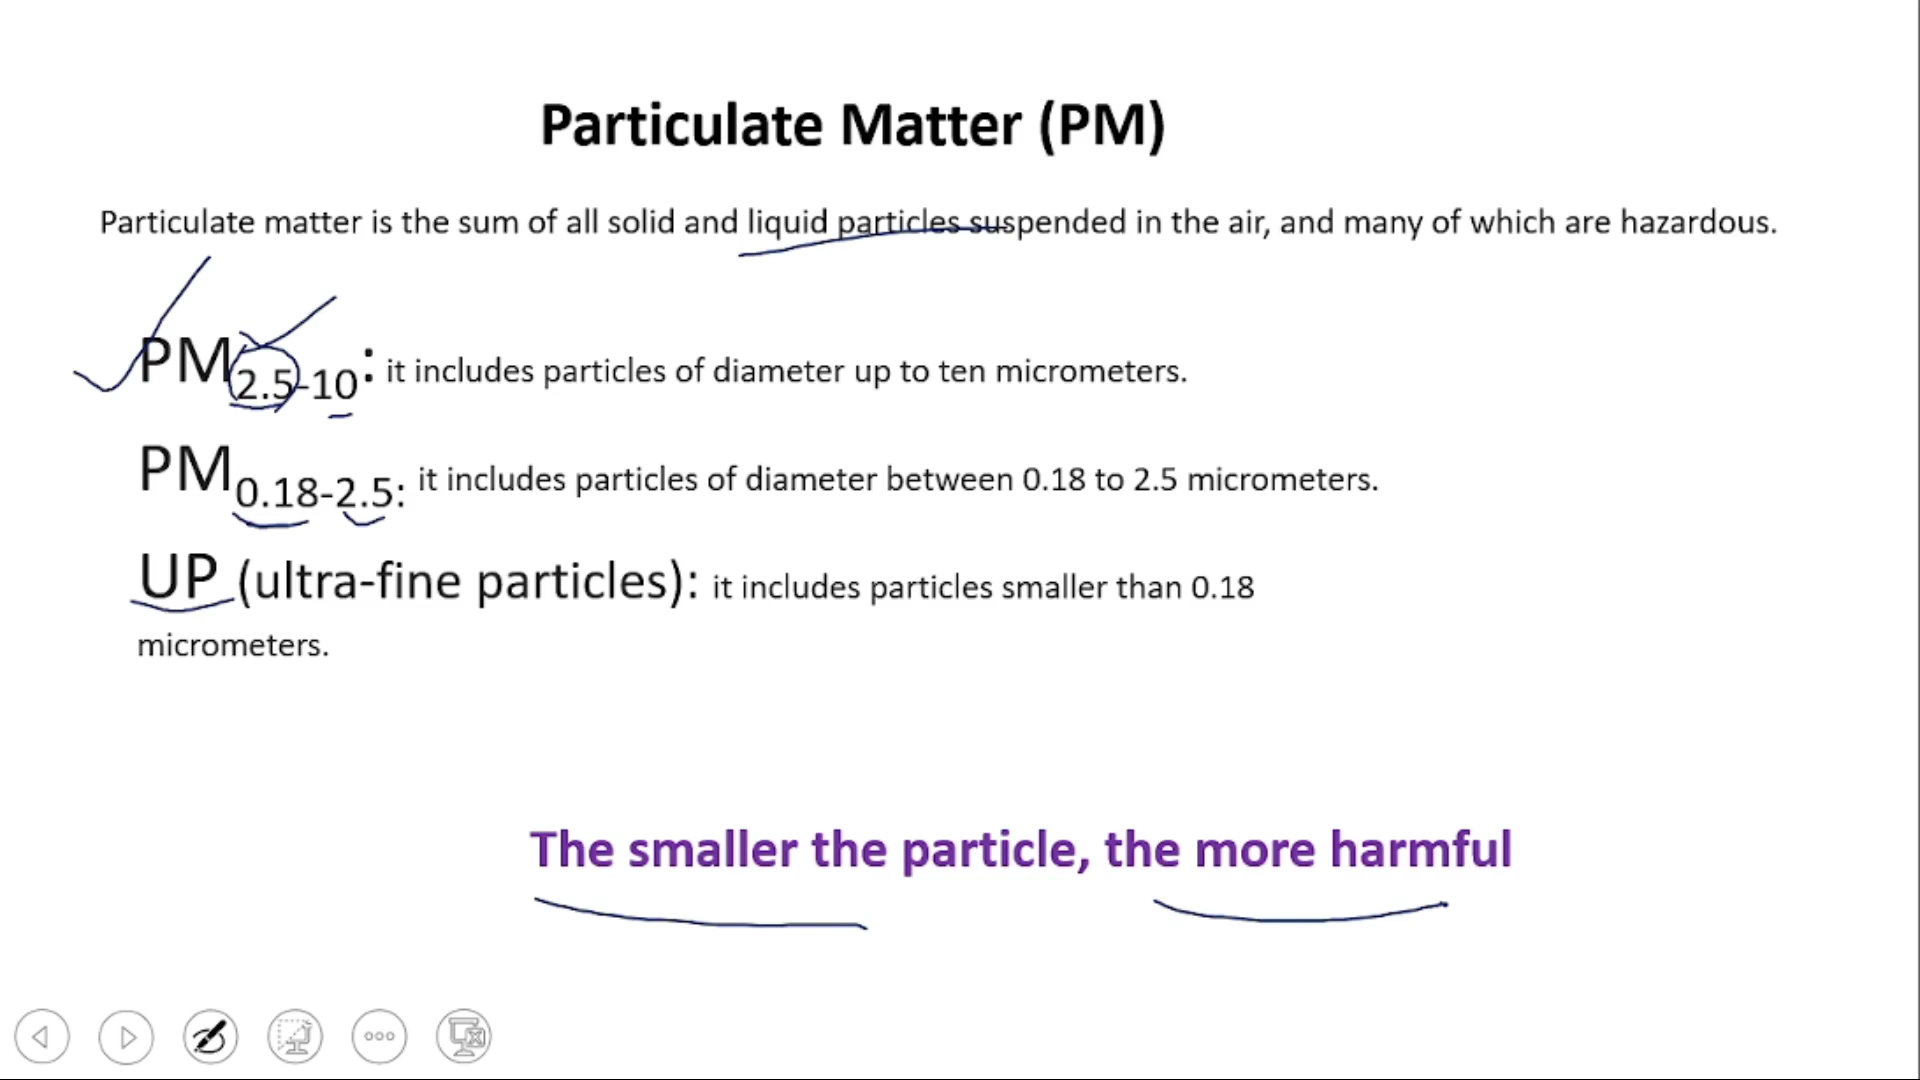 Particulate Matter (PM)
Particulate matter is the sum of all solid and liquid particles suspended in the air, and many of which are hazardous.
PM2.5-10: it includes particles of diameter up to ten micrometers.
PM0.18-2.5: it includes particles of diameter between 0.18 to 2.5 micrometers.
UP (ultra-fine particles): it includes particles smaller than 0.18
micrometers.
The smaller the particle, the more harmful